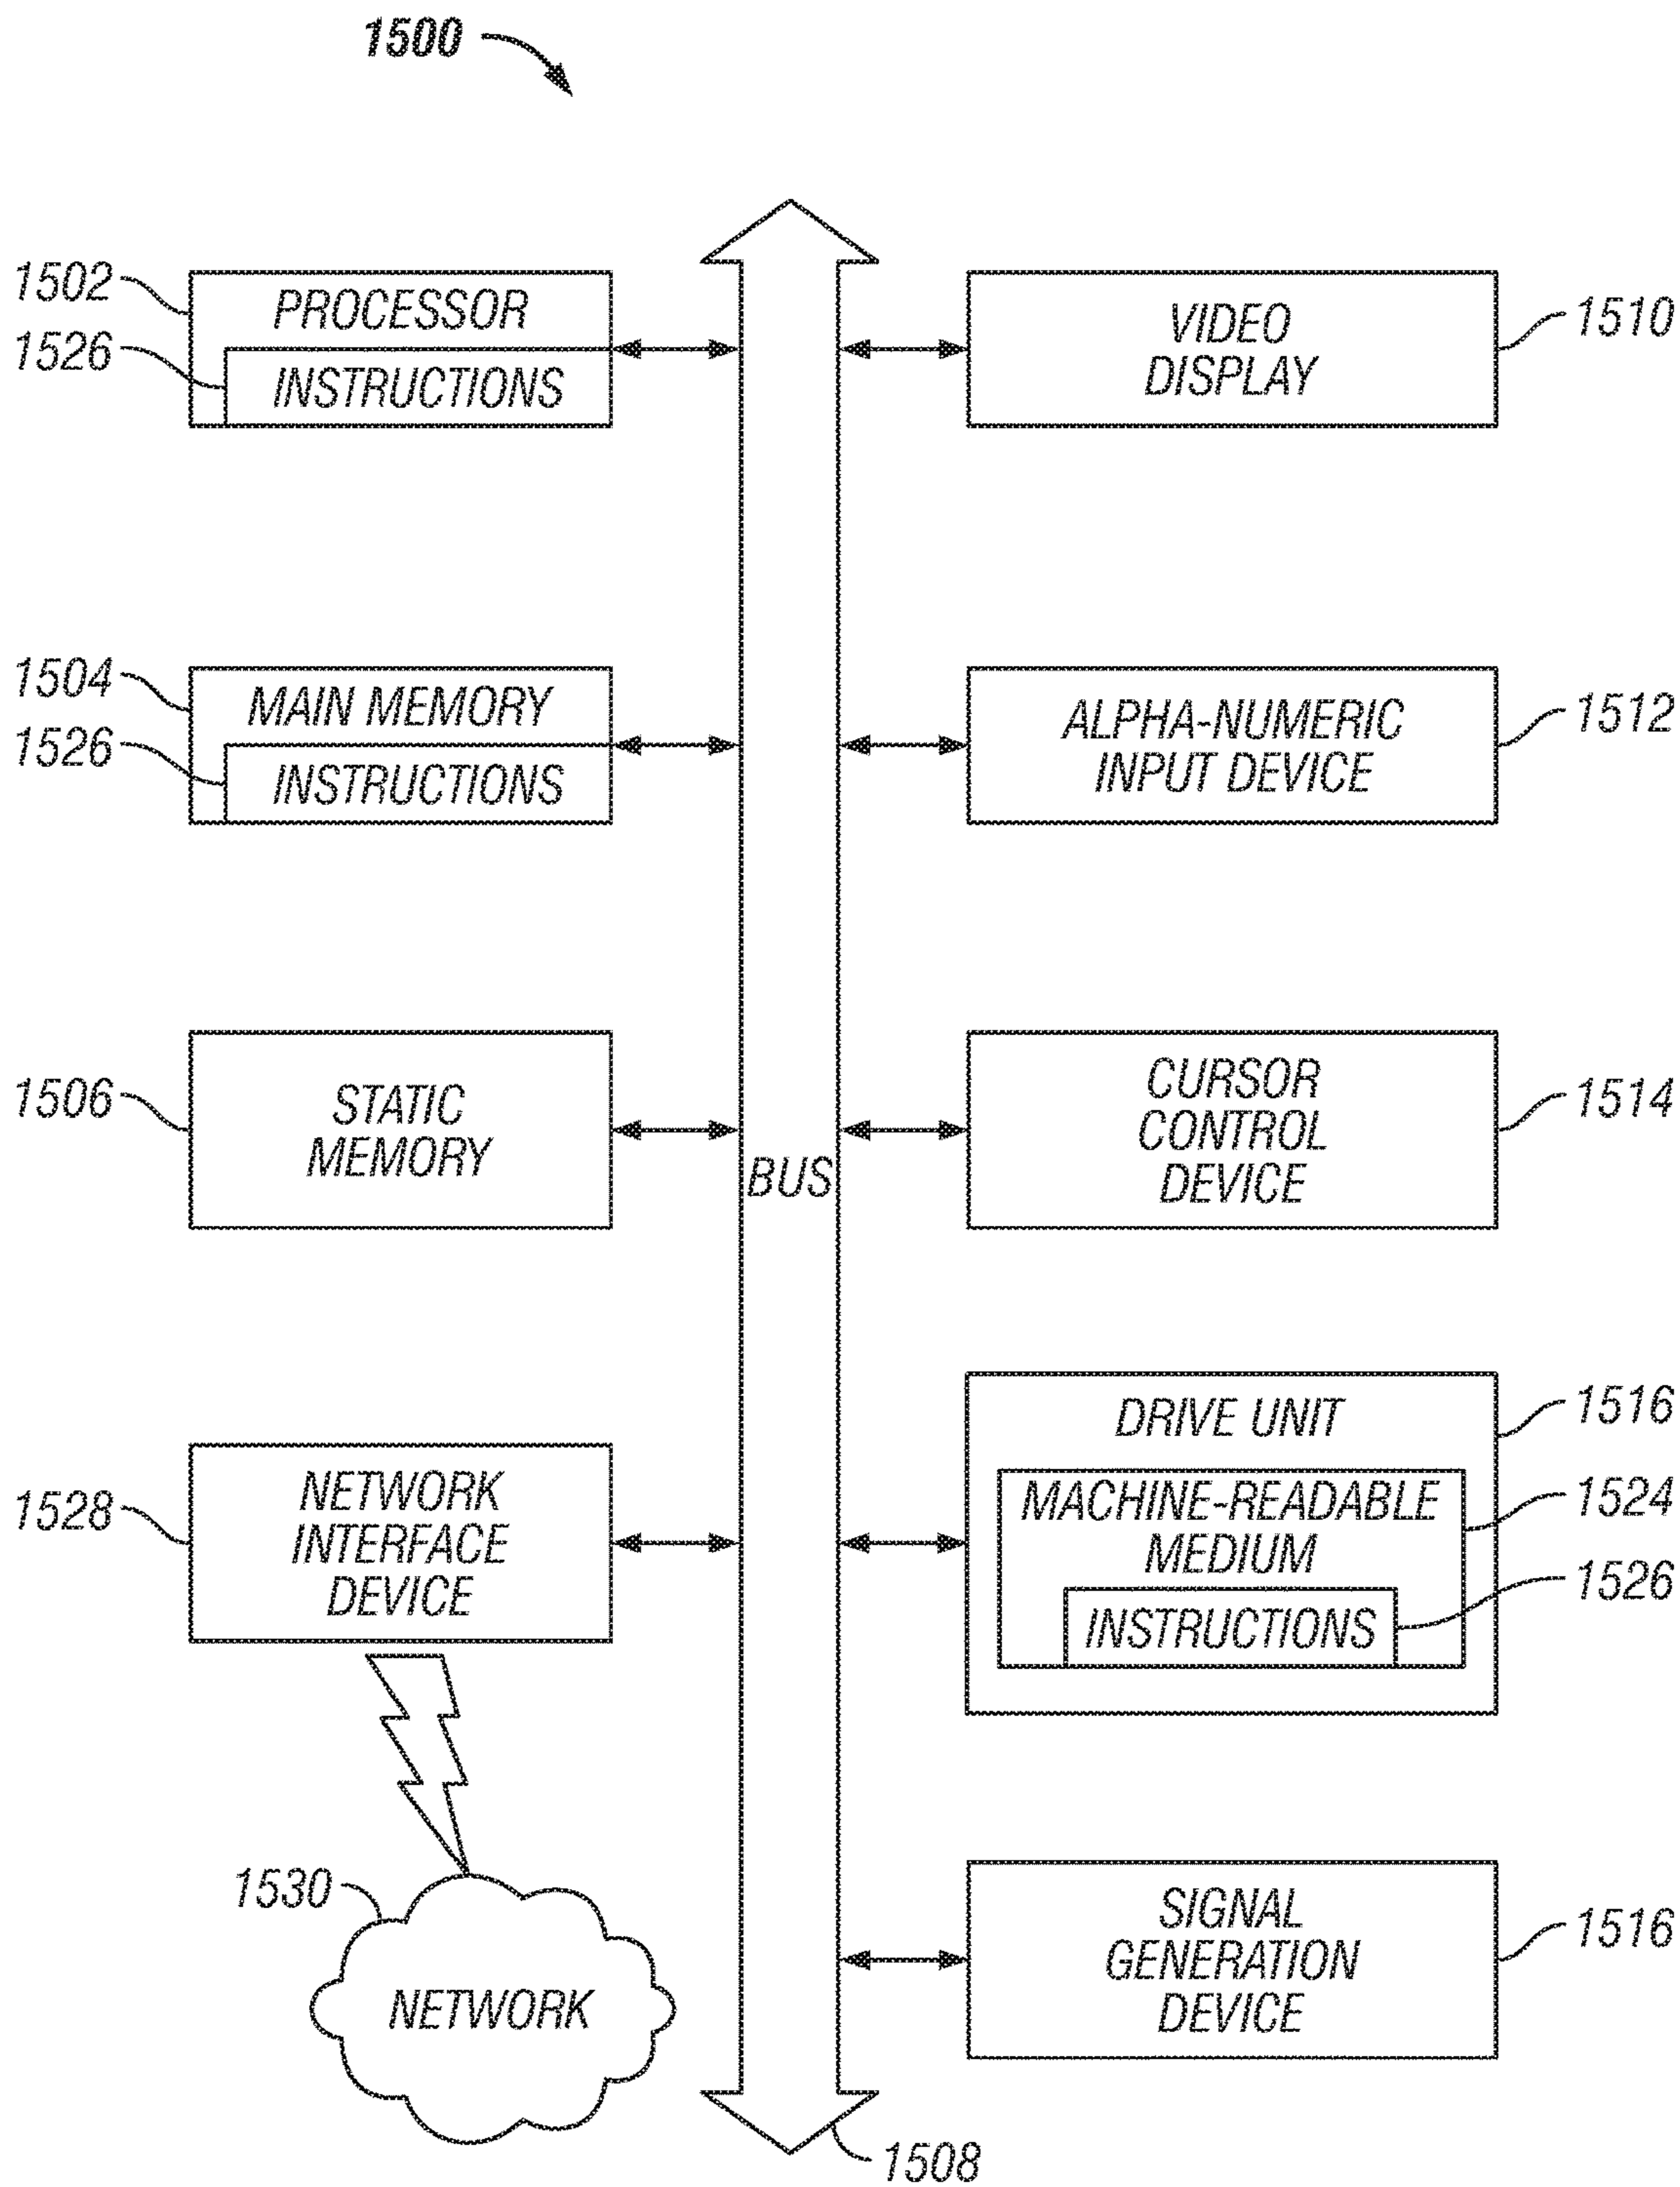 1500
1502
PROCESSOR
1526
INSTRUCTIONS
VIDEO
DISPLAY
1510
1504
MAIN MEMORY
1526
INSTRUCTIONS
ALPHA-NUMERIC
INPUT DEVICE
1512
1506
STATIC
MEMORY
BUS
CURSOR
CONTROL
DEVICE
1514
1528
NETWORK
INTERFACE
DEVICE
DRIVE UNIT
1516
MACHINE-READABLE
MEDIUM
1524
INSTRUCTIONS
1526
1530
NETWORK
SIGNAL
GENERATION
DEVICE
1516
1508